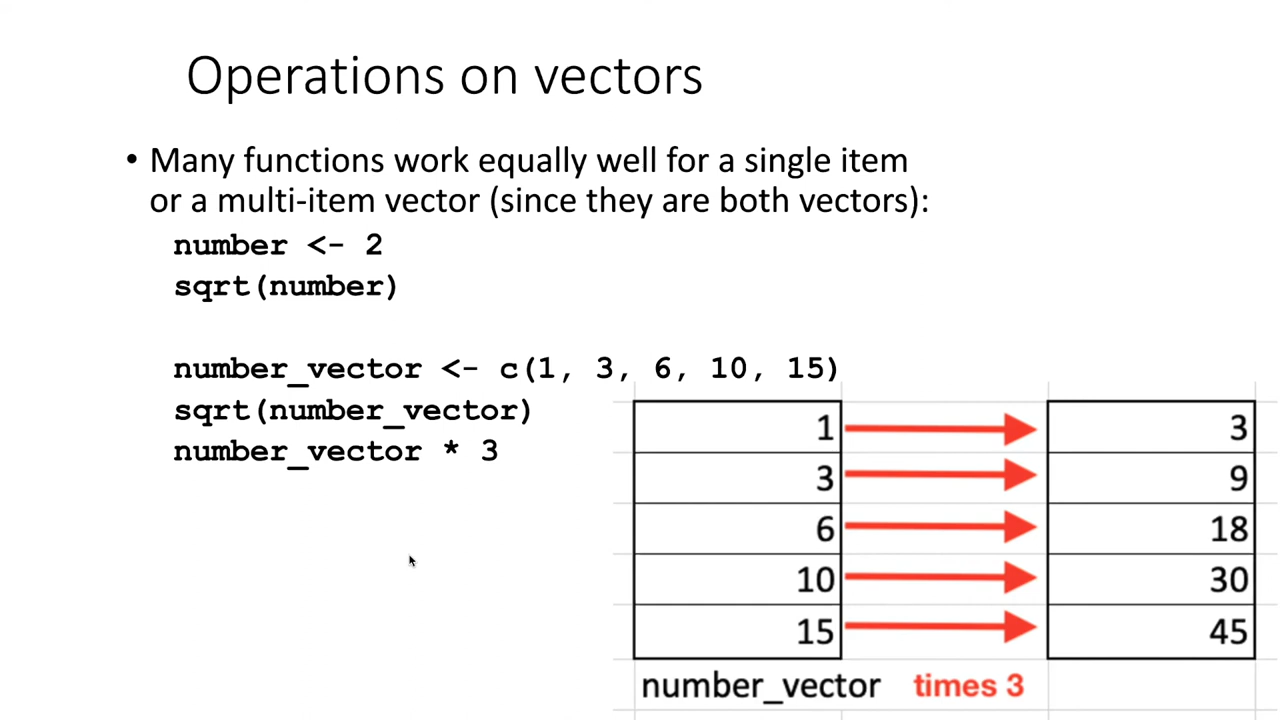 Operations on vectors
• Many functions work equally well for a single item
or a multi-item vector (since they are both vectors):
number <- 2
sqrt(number)
number_vector <- c(1, 3, 6, 10, 15)
sqrt(number_vector)
number_vector * 3
1 3
3 9
6 18
10 30
15 45
number_vector times 3